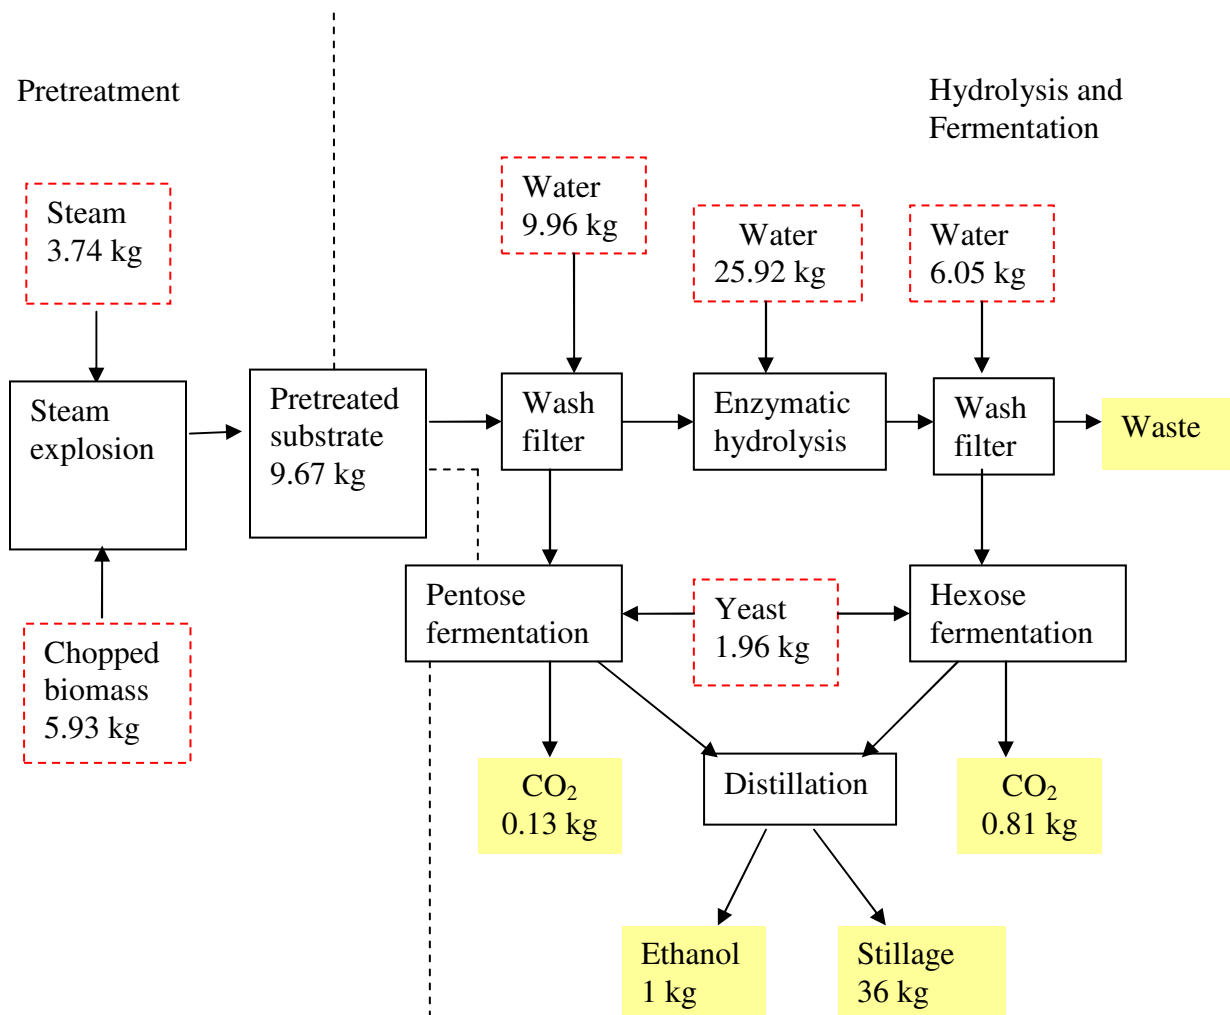 Pretreatment
Hydrolysis and
Fermentation
Steam
3.74 kg
Water
9.96 kg
Water
25.92 kg
Water
6.05 kg
Steam
explosion
Pretreated
substrate
9.67 kg
Wash
filter
Enzymatic
hydrolysis
Wash
filter
Waste
Chopped
biomass
5.93 kg
Pentose
fermentation
Yeast
1.96 kg
Hexose
fermentation
CO₂
0.13 kg
Distillation
CO₂
0.81 kg
Ethanol
1 kg
Stillage
36 kg